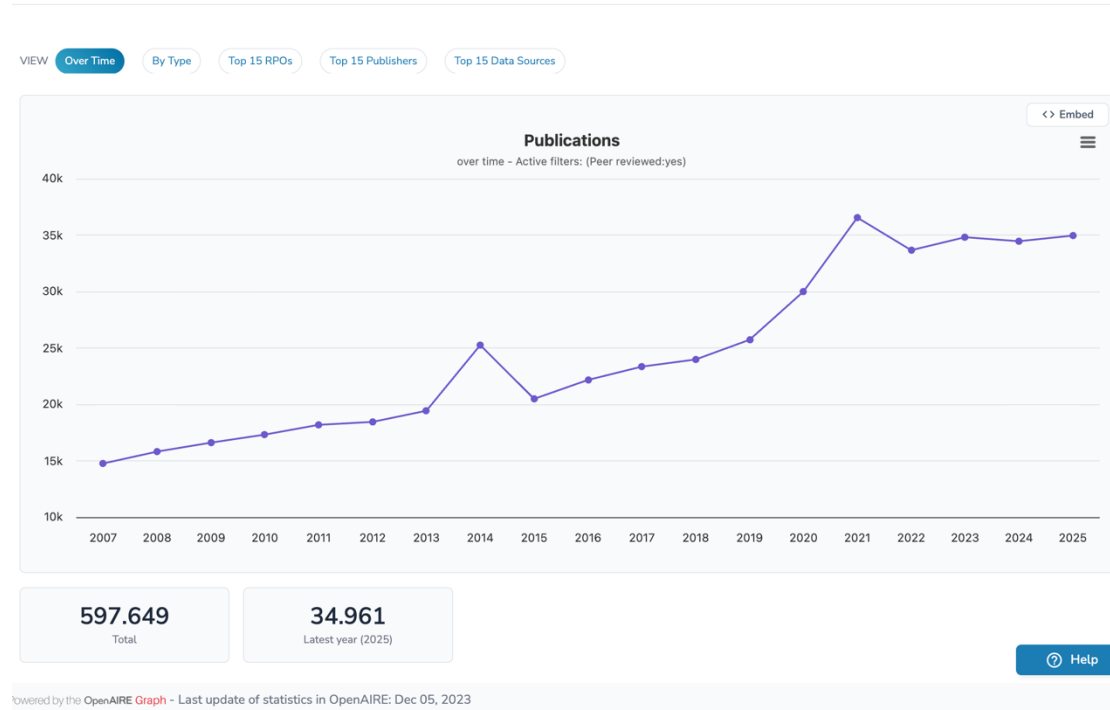 VIEW Over Time By Type Top 15 RPOs Top 15 Publishers Top 15 Data Sources
<> Embed
Publications
over time - Active filters: (Peer reviewed:yes)
40k
35k
30k
25k
20k
15k
10k
2007 2008 2009 2010 2011 2012 2013 2014 2015 2016 2017 2018 2019 2020 2021 2022 2023 2024 2025
597.649
Total
34.961
Latest year (2025)
Help
Powered by the OpenAIRE Graph - Last update of statistics in OpenAIRE: Dec 05, 2023